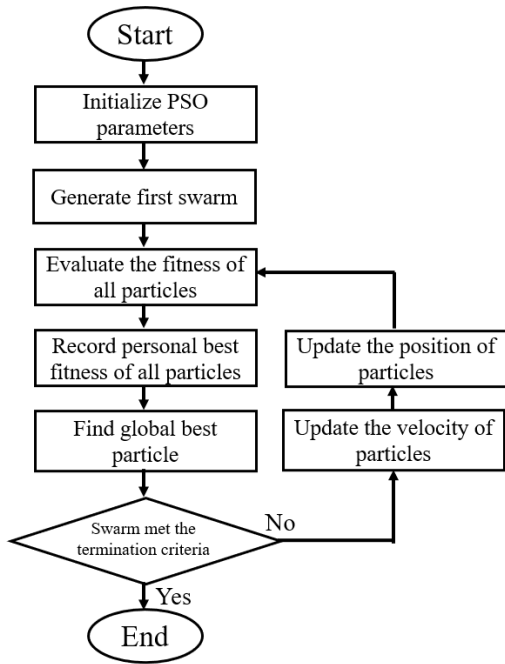 Start
Initialize PSO
parameters
Generate first swarm
Evaluate the fitness of
all particles
Record personal best
fitness of all particles
Find global best
particle
Swarm met the
termination criteria
No
Update the velocity of
particles
Update the position of
particles
Yes
End